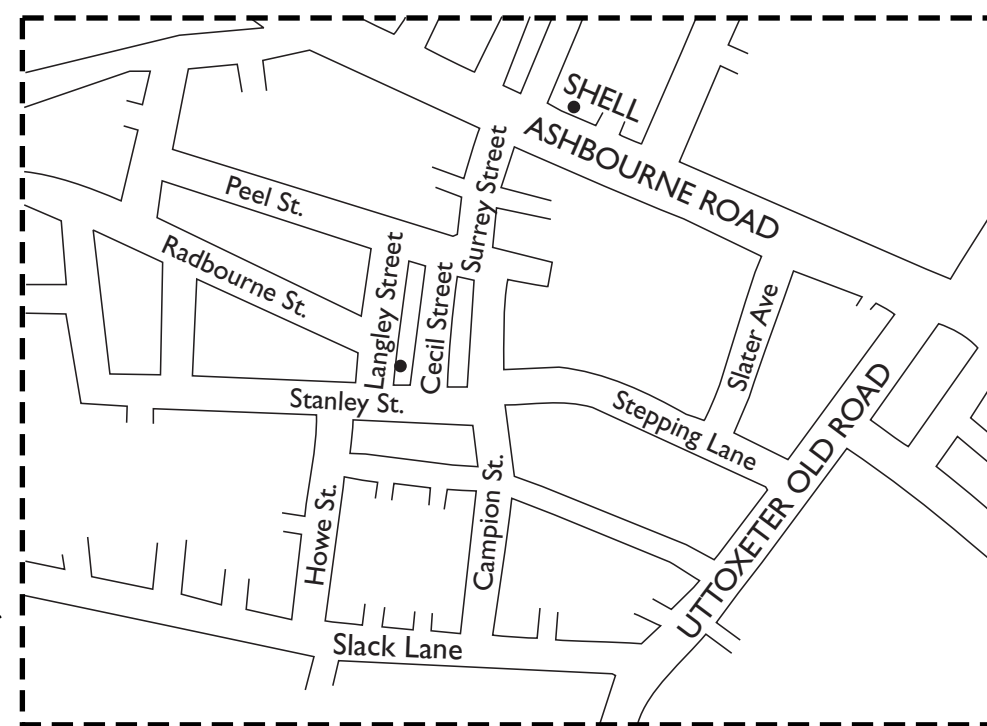 SHELL
ASHBOURNE ROAD
Surrey Street
Peel St.
Radbourne St.
Langley Street
Cecil Street
Slater Ave
Stanley St.
Stepping Lane
UTTOXETER OLD ROAD
Howe St.
Campion St.
Slack Lane